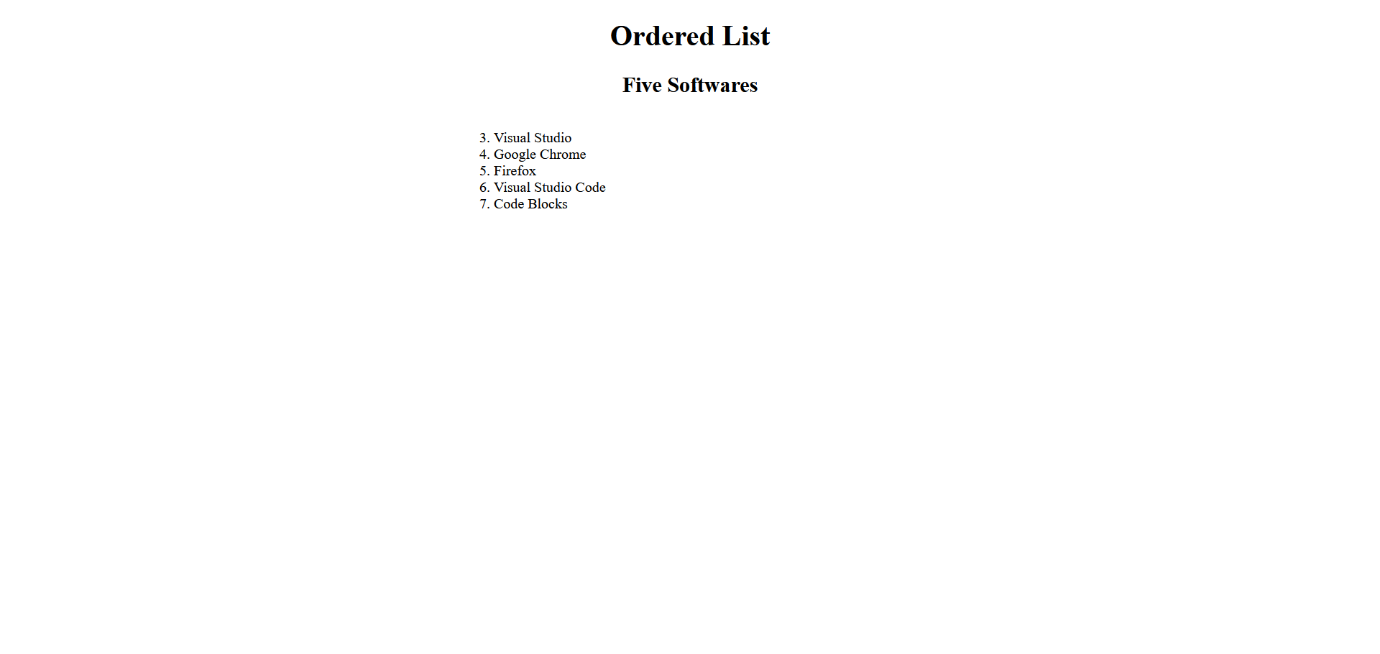 Ordered List
Five Softwares
3. Visual Studio
4. Google Chrome
5. Firefox
6. Visual Studio Code
7. Code Blocks